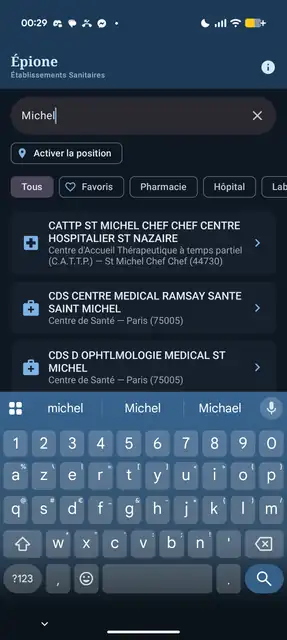 00:29
Épione
Établissements Sanitaires
Michel
Activer la position
Tous Favoris Pharmacie Hôpital Lab
CATTP ST MICHEL CHEF CHEF CENTRE
HOSPITALIER ST NAZAIRE
Centre d'Accueil Thérapeutique à temps partiel
(C.A.T.T.P.) — St Michel Chef Chef (44730)
CDS CENTRE MEDICAL RAMSAY SANTE
SAINT MICHEL
Centre de Santé — Paris (75005)
CDS D OPHTLMOLOGIE MEDICAL ST
MICHEL
Centre de Santé — Paris (75005)
michel Michel Michael
1 2 3 4 5 6 7 8 9 0
a z e r t y u i o p
q s d f g h j k l m
w x c v b n '
?123 , .